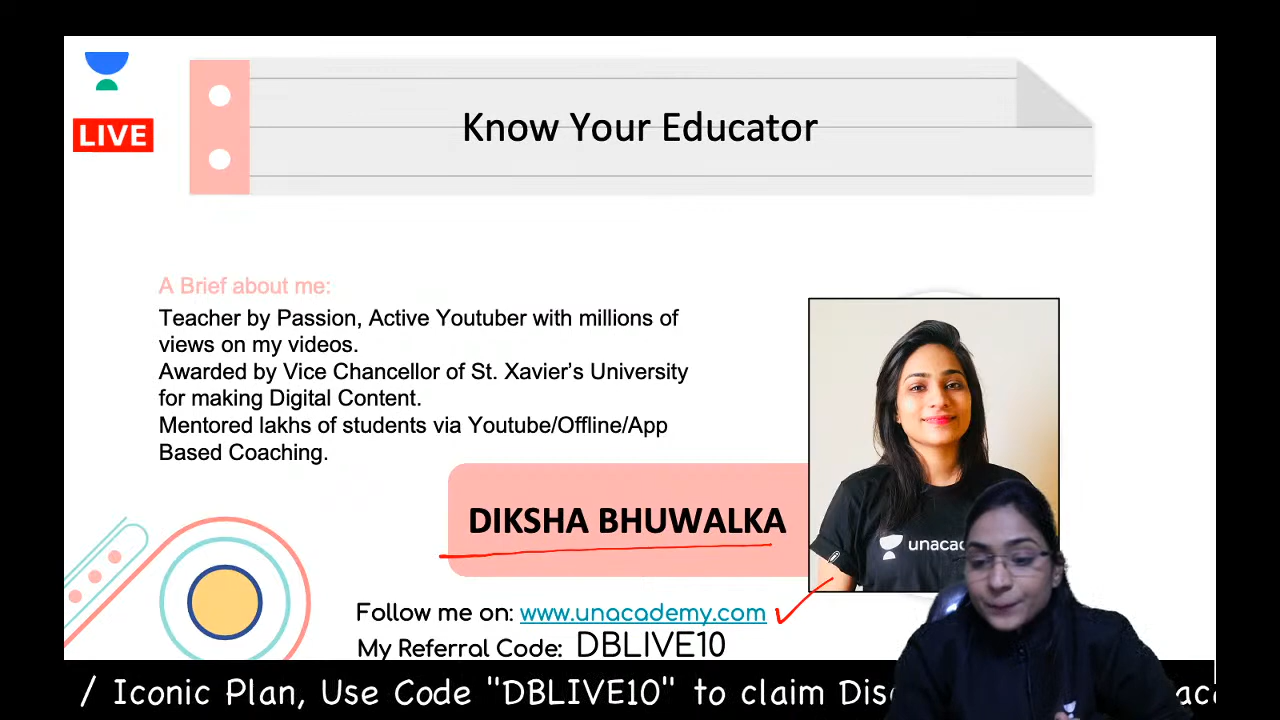 LIVE
Know Your Educator
A Brief about me:
Teacher by Passion, Active Youtuber with millions of
views on my videos.
Awarded by Vice Chancellor of St. Xavier’s University
for making Digital Content.
Mentored lakhs of students via Youtube/Offline/App
Based Coaching.
DIKSHA BHUWALKA
Follow me on: www.unacademy.com
My Referral Code: DBLIVE10
/ Iconic Plan, Use Code "DBLIVE10" to claim